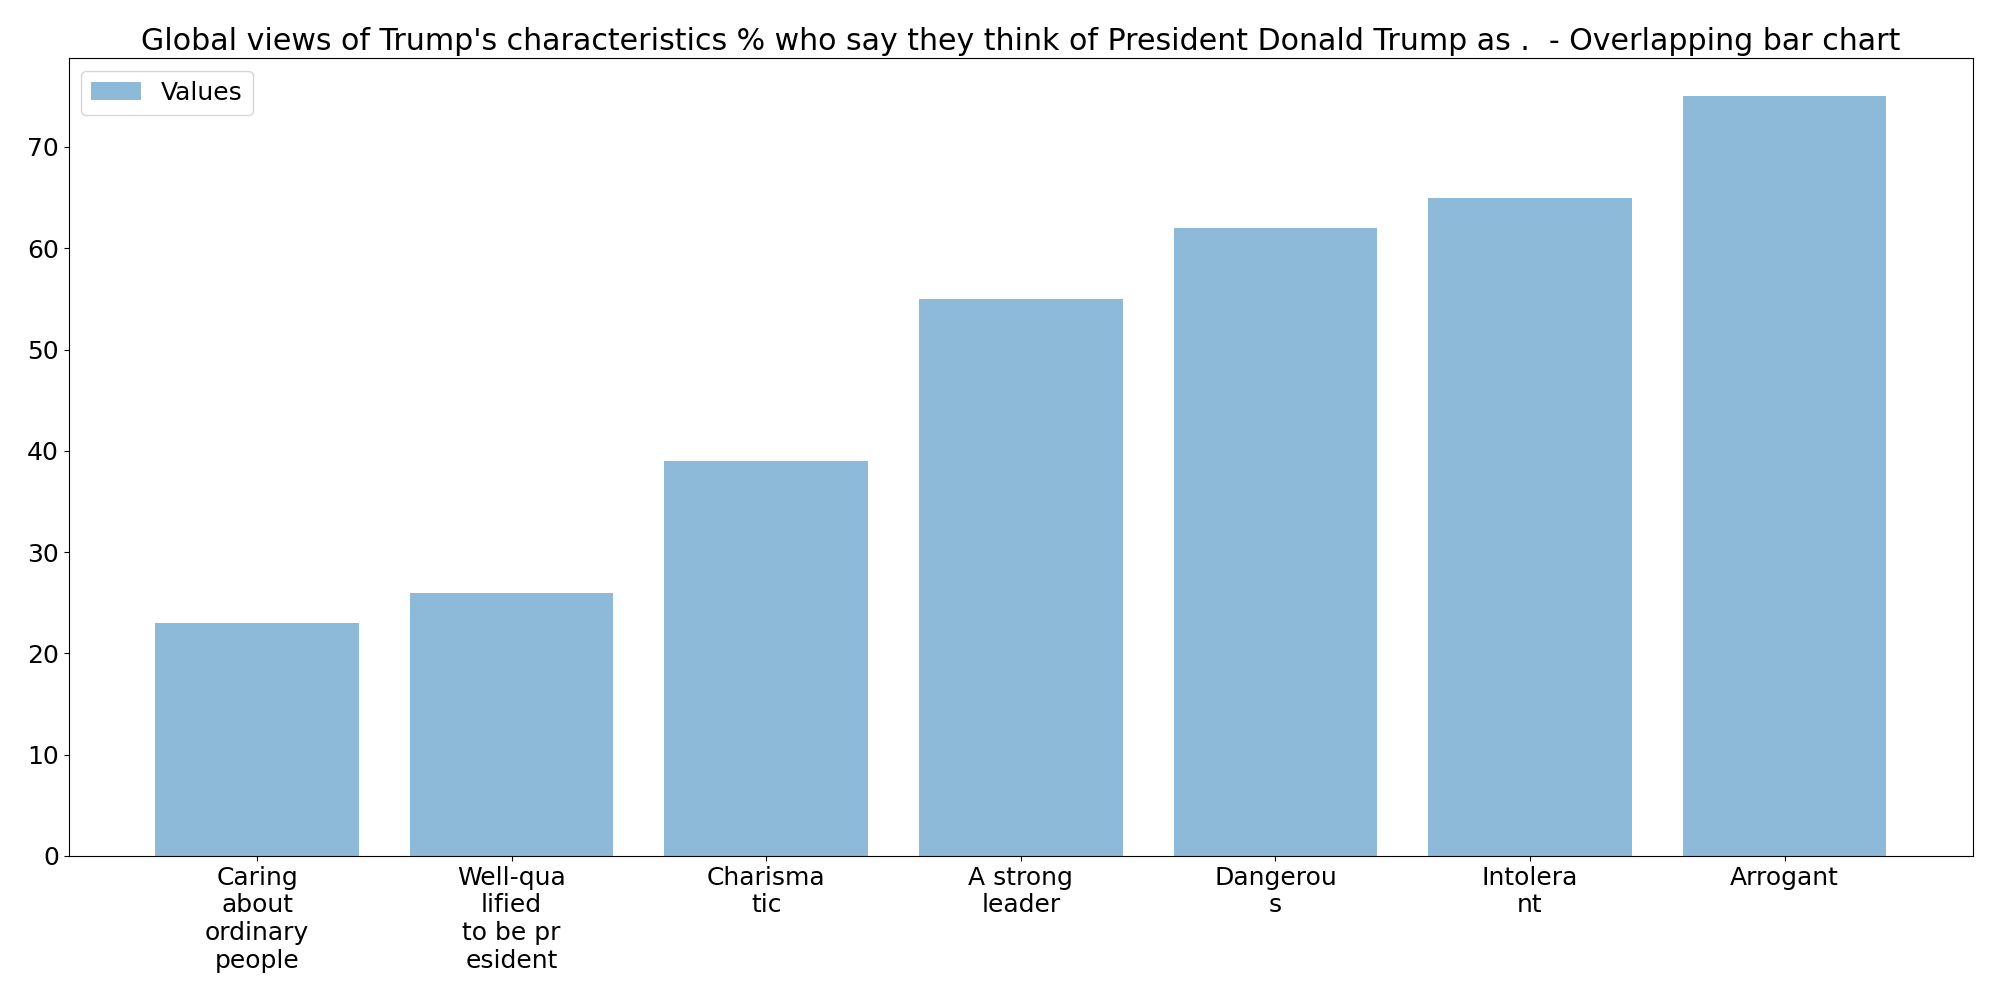 Global views of Trump's characteristics % who say they think of President Donald Trump as .  - Overlapping bar chart
Values
70
60
50
40
30
20
10
0
Caring
about
ordinary
people
Well-qua
lified
to be pr
esident
Charisma
tic
A strong
leader
Dangerou
s
Intolera
nt
Arrogant